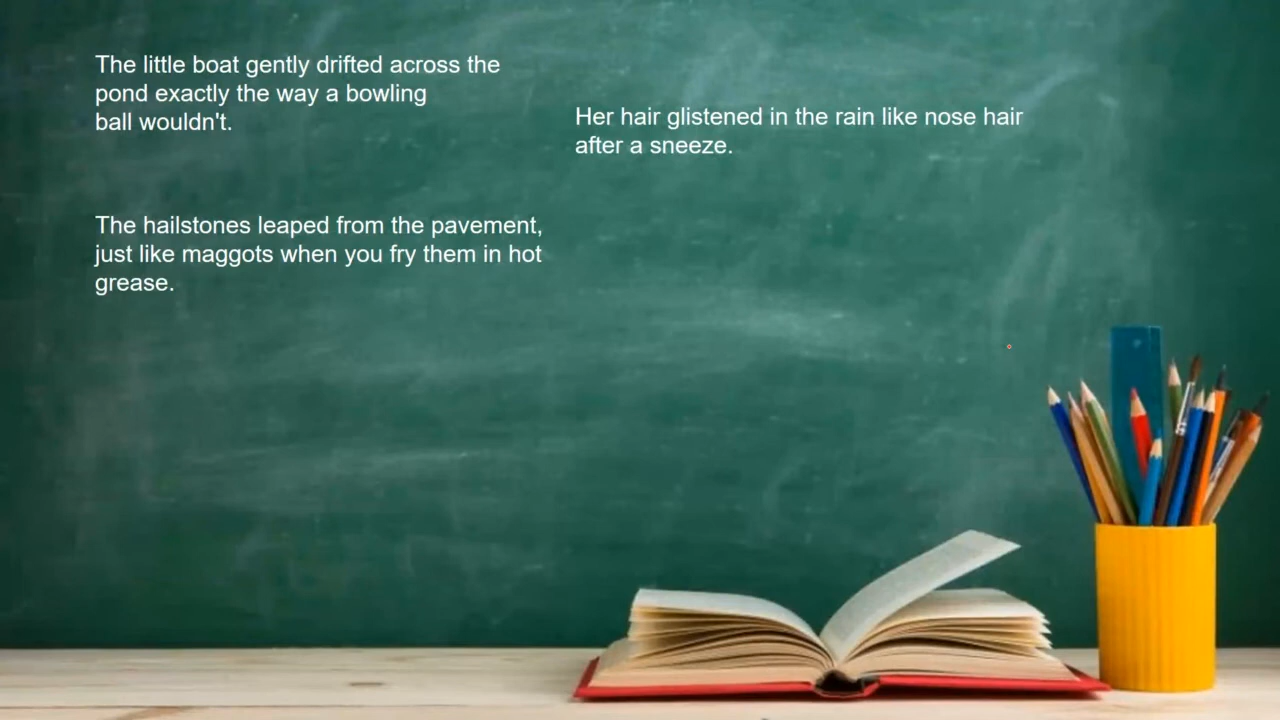 The little boat gently drifted across the
pond exactly the way a bowling
ball wouldn't.
Her hair glistened in the rain like nose hair
after a sneeze.
The hailstones leaped from the pavement,
just like maggots when you fry them in hot
grease.